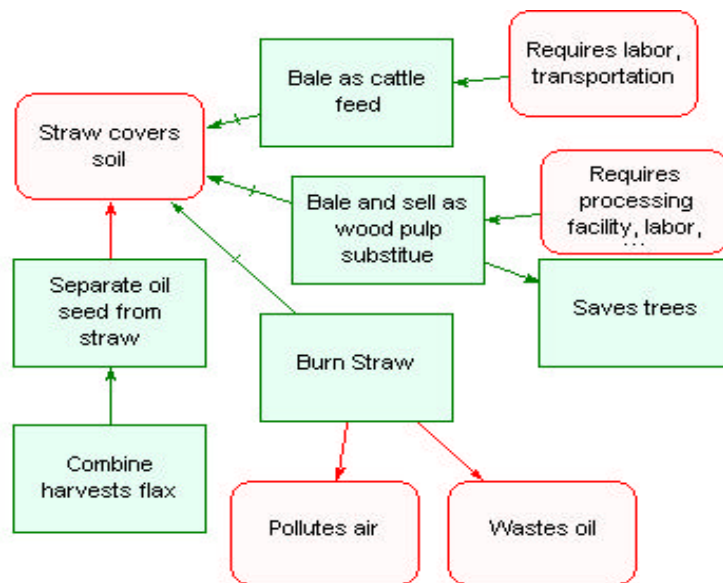 Requires labor,
transportation
Bale as cattle
feed
Straw covers
soil
Requires
processing
facility, labor,
...
Bale and sell as
wood pulp
substitue
Separate oil
seed from
straw
Saves trees
Burn Straw
Combine
harvests flax
Pollutes air
Wastes oil